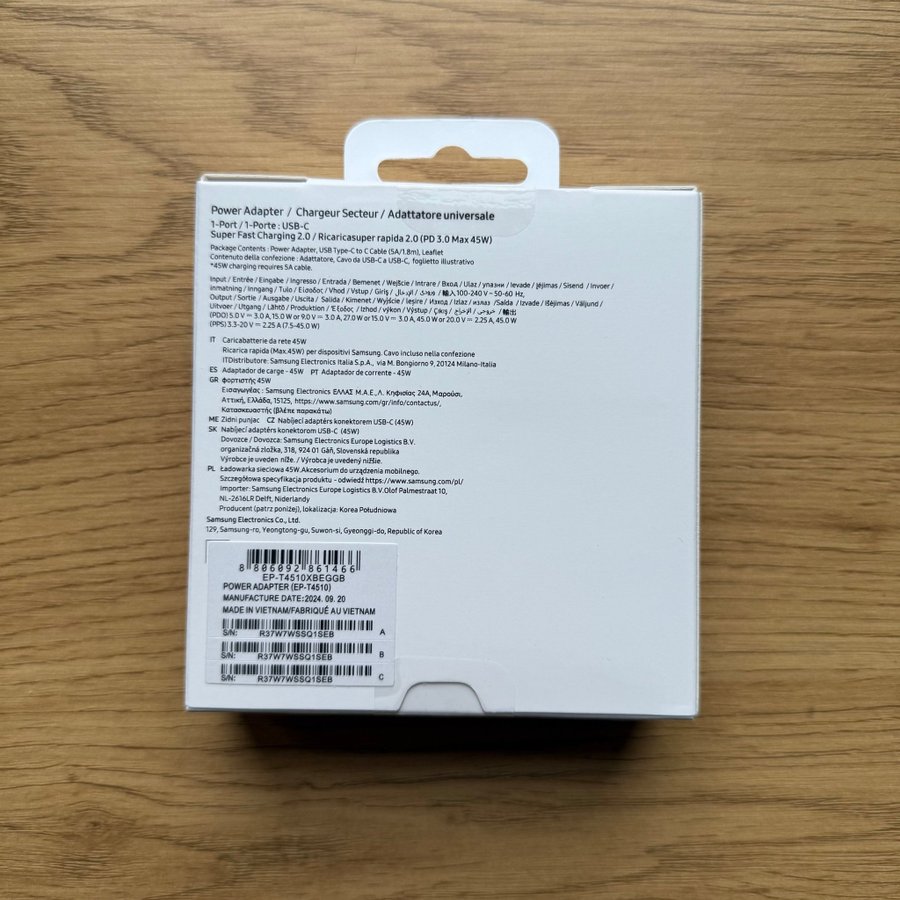 Power Adapter / Chargeur Secteur / Adattatore universale
1-Port / 1-Porte : USB-C
Super Fast Charging 2.0 / Ricaricasuper rapida 2.0 (PD 3.0 Max 45W)
Package Contents : Power Adapter, USB Type-C to C Cable (5A/1.8m), Leaflet
Contenuto della confezione : Adattatore, Cavo da USB-C a USB-C, foglietto illustrativo
*45W charging requires 5A cable.
Input / Entrée / Eingabe / Ingresso / Entrada / Bemenet / Wejście / Intrare / Вход / Ulaz / улазни / Ievade / Įėjimas / Sisend / Invoer /
Inmatning / Inngang / Tulo / Είσοδος / Vhod / Vstup / Giriş / الإدخال / ورودی / 輸入 100-240 V ~ 50-60 Hz,
Output / Sortie / Ausgabe / Uscita / Salida / Kimenet / Wyjście / Ieşire / Изход / Izlaz / излаз /Saída / Izvade / Išėjimas / Väljund /
Uitvoer / Utgang / Lähtö / Produktion / Έξοδος / Izhod / výkon / Výstup / Çıkış / الإخراج / خروجی / 輸出
(PDO) 5.0 V ⎓ 3.0 A, 15.0 W or 9.0 V ⎓ 3.0 A, 27.0 W or 15.0 V ⎓ 3.0 A, 45.0 W or 20.0 V ⎓ 2.25 A, 45.0 W
(PPS) 3.3-20 V ⎓ 2.25 A (7.5-45.0 W)
IT Caricabatterie da rete 45W
Ricarica rapida (Max.45W) per dispositivi Samsung. Cavo incluso nella confezione
ITDistributore: Samsung Electronics Italia S.p.A., via M. Bongiorno 9, 20124 Milano-Italia
ES Adaptador de carge - 45W PT Adaptador de corrente - 45W
GR φορτιστής 45W
Εισαγωγέας : Samsung Electronics ΕΛΛΑΣ Μ.Α.Ε.,Λ. Κηφισίας 24Α, Μαρούσι,
Αττική, Ελλάδα, 15125, https://www.samsung.com/gr/info/contactus/,
Κατασκευαστής (βλέπε παρακάτω)
ME Zidni punjac CZ Nabíjecí adaptérs konektorem USB-C (45W)
SK Nabíjecí adaptérs konektorom USB-C (45W)
Dovozce / Dovozca: Samsung Electronics Europe Logistics B.V.
organizačná zložka, 318, 924 01 Gáň, Slovenská republika
Výrobce je uveden níže. / Výrobca je uvedený nižšie.
PL Ładowarka sieciowa 45W.Akcesorium do urządzenia mobilnego.
Szczegółowa specyfikacja produktu - odwiedź https://www.samsung.com/pl/
Importer: Samsung Electronics Europe Logistics B.V.Olof Palmestraat 10,
NL-2616LR Delft, Niderlandy
Producent (patrz poniżej), lokalizacja: Korea Południowa
Samsung Electronics Co., Ltd.
129, Samsung-ro, Yeongtong-gu, Suwon-si, Gyeonggi-do, Republic of Korea
8 806092 861466
EP-T4510XBEGGB
POWER ADAPTER (EP-T4510)
MANUFACTURE DATE:2024. 09. 20
MADE IN VIETNAM/FABRIQUÉ AU VIETNAM
S/N: R37W7WSSQ1SEB A
S/N: R37W7WSSQ1SEB B
S/N: R37W7WSSQ1SEB C